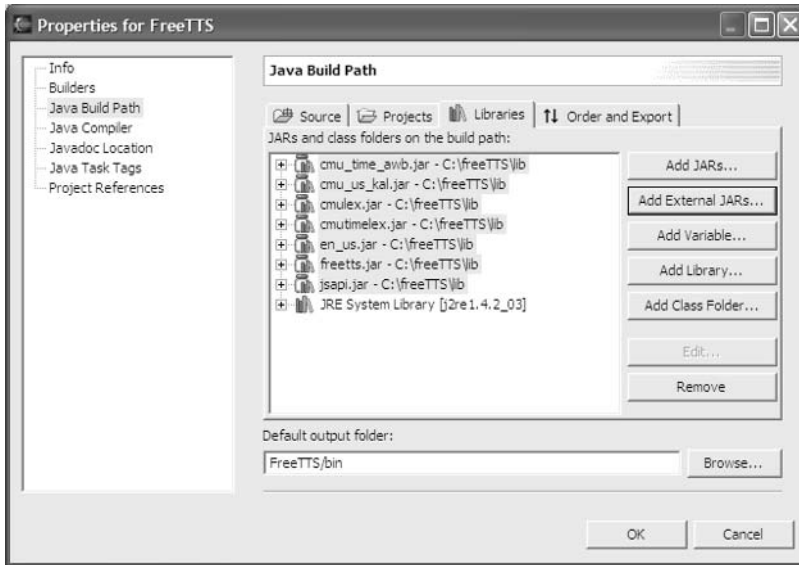 Properties for FreeTTS
Info
Builders
Java Build Path
Java Compiler
Javadoc Location
Java Task Tags
Project References
Java Build Path
Source Projects Libraries Order and Export
JARs and class folders on the build path:
cmu_time_awb.jar - C:\freeTTS\lib
cmu_us_kal.jar - C:\freeTTS\lib
cmulex.jar - C:\freeTTS\lib
cmutimelex.jar - C:\freeTTS\lib
en_us.jar - C:\freeTTS\lib
freetts.jar - C:\freeTTS\lib
jsapi.jar - C:\freeTTS\lib
JRE System Library [j2re1.4.2_03]
Add JARs...
Add External JARs...
Add Variable...
Add Library...
Add Class Folder...
Edit...
Remove
Default output folder:
FreeTTS/bin
Browse...
OK Cancel